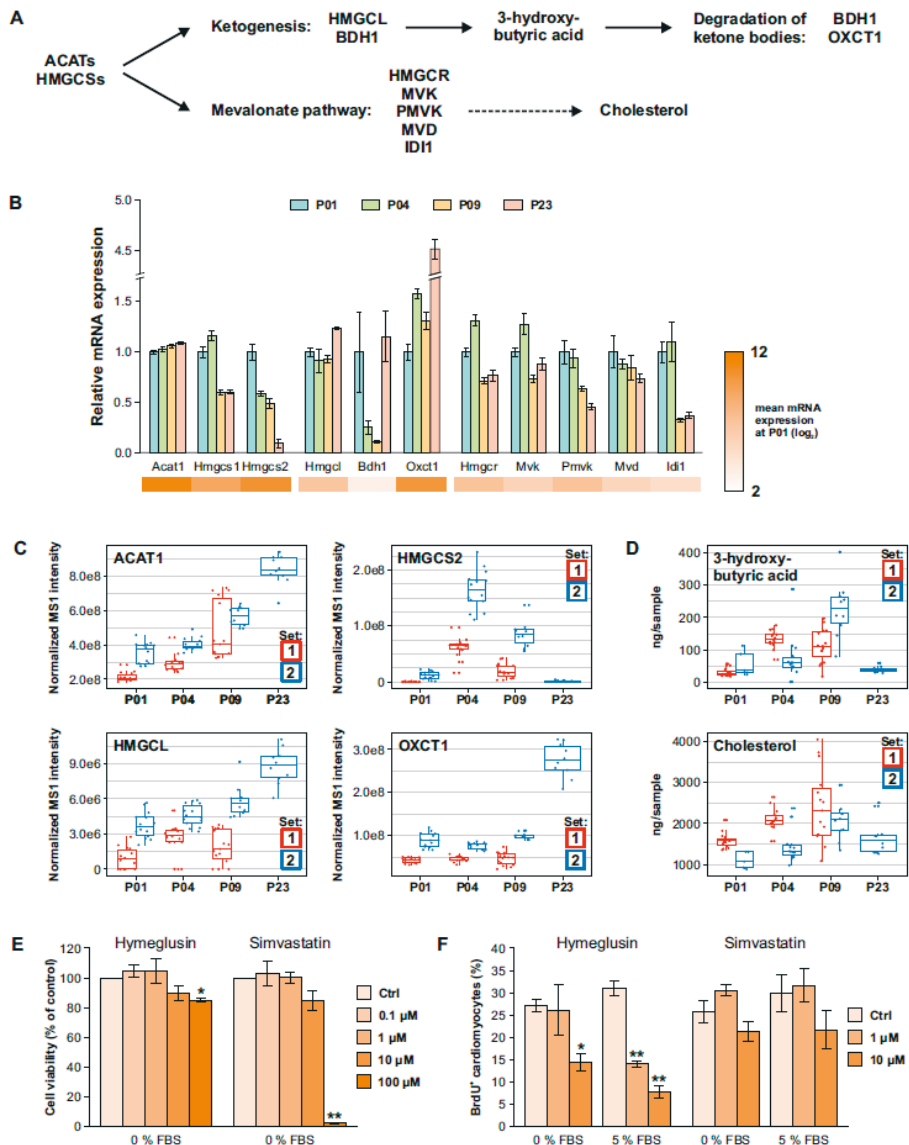 A
Ketogenesis: HMGCL
BDH1
3-hydroxy-
butyric acid
Degradation of
ketone bodies: BDH1
OXCT1
ACATs
HMGCSs
Mevalonate pathway: HMGCR
MVK
PMVK
MVD
IDI1
Cholesterol
B
P01 P04 P09 P23
Relative mRNA expression
5.0
4.5
1.5
1.0
0.5
0.0
Acat1 Hmgcs1 Hmgcs2 Hmgcl Bdh1 Oxct1 Hmgcr Mvk Pmvk Mvd Idi1
12
mean mRNA
expression
at P01 (log₂)
2
C
ACAT1
Normalized MS1 intensity
8.0e8
6.0e8
4.0e8
2.0e8
Set:
1
2
P01 P04 P09 P23
HMGCS2
Normalized MS1 intensity
2.0e8
1.0e8
0
Set:
1
2
P01 P04 P09 P23
D
3-hydroxy-
butyric acid
ng/sample
400
300
200
100
0
Set:
1
2
P01 P04 P09 P23
HMGCL
Normalized MS1 intensity
9.0e6
6.0e6
3.0e6
0
Set:
1
2
P01 P04 P09 P23
OXCT1
Normalized MS1 intensity
3.0e8
2.0e8
1.0e8
0
Set:
1
2
P01 P04 P09 P23
Cholesterol
ng/sample
4000
3000
2000
1000
Set:
1
2
P01 P04 P09 P23
E
Hymeglusin Simvastatin
Cell viability (% of control)
120
100
80
60
40
20
0
*
**
0 % FBS 0 % FBS
Ctrl
0.1 µM
1 µM
10 µM
100 µM
F
Hymeglusin Simvastatin
BrdU⁺ cardiomyocytes (%)
40
35
30
25
20
15
10
5
0
*
**
**
0 % FBS 5 % FBS 0 % FBS 5 % FBS
Ctrl
1 µM
10 µM